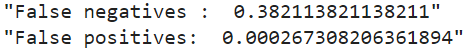 "False negatives :  0.382113821138211"
"False positives:  0.000267308206361894"